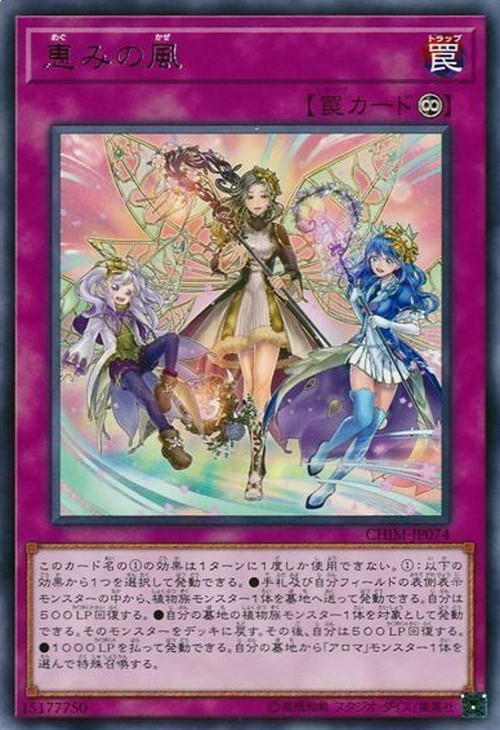 恵みの風
罠
【罠カード】
CHIM-JP074
このカード名の①の効果は1ターンに1度しか使用できない。①：以下の
効果から1つを選択して発動できる。●手札及び自分フィールドの表側表示
モンスターの中から、植物族モンスター1体を墓地へ送って発動できる。自分は
500LP回復する。●自分の墓地の植物族モンスター1体を対象として発動
できる。そのモンスターをデッキに戻す。その後、自分は500LP回復する。
●1000LPを払って発動できる。自分の墓地から「アロマ」モンスター1体を
選んで特殊召喚する。
15177750
©高橋和希 スタジオ・ダイス/集英社